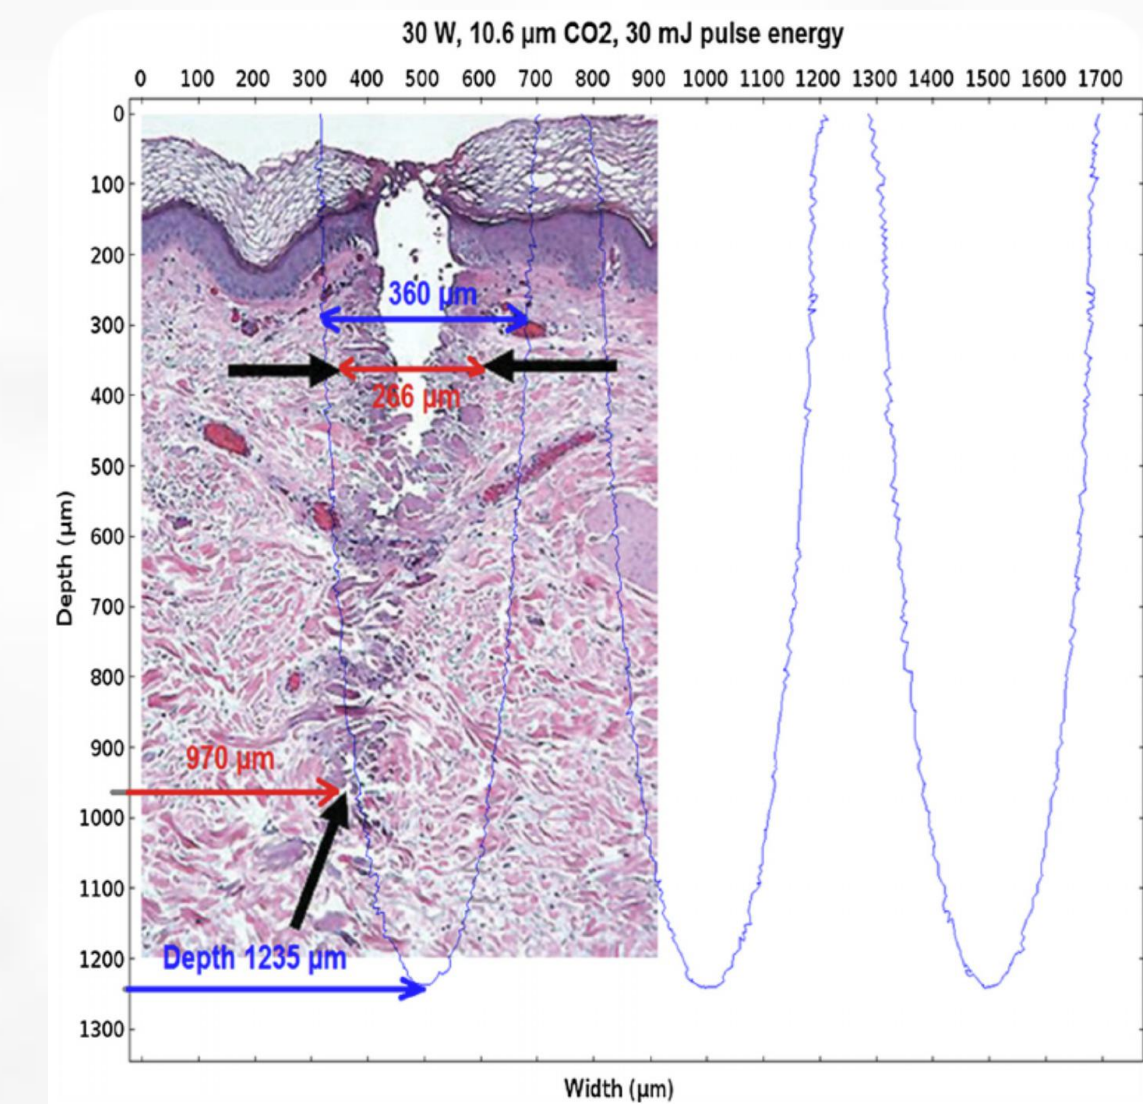 30 W, 10.6 µm CO2, 30 mJ pulse energy
0 100 200 300 400 500 600 700 800 900 1000 1100 1200 1300 1400 1500 1600 1700
0
100
200
300
360 µm
266 µm
400
500
Depth (µm)
600
700
800
900
970 µm
1000
1100
1200
Depth 1235 µm
1300
Width (µm)